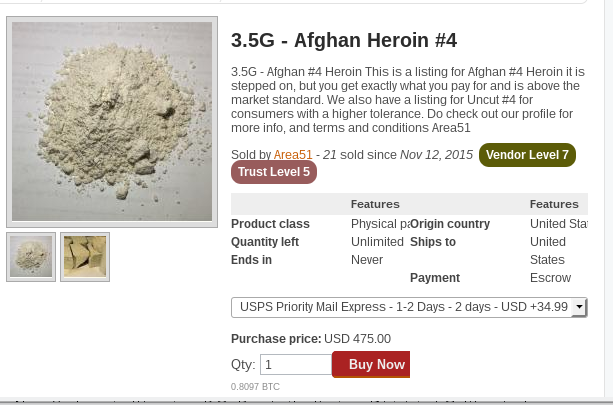 3.5G - Afghan Heroin #4
3.5G - Afghan #4 Heroin This is a listing for Afghan #4 Heroin it is
stepped on, but you get exactly what you pay for and is above the
market standard. We also have a listing for Uncut #4 for
consumers with a higher tolerance. Do check out our profile for
more info, and terms and conditions Area51
Sold by Area51 - 21 sold since Nov 12, 2015 Vendor Level 7
Trust Level 5
Features Features
Product class Physical pa Origin country United Sta
Quantity left Unlimited Ships to United
Ends in Never States
Payment Escrow
USPS Priority Mail Express - 1-2 Days - 2 days - USD +34.99
Purchase price: USD 475.00
Qty: 1 Buy Now
0.8097 BTC